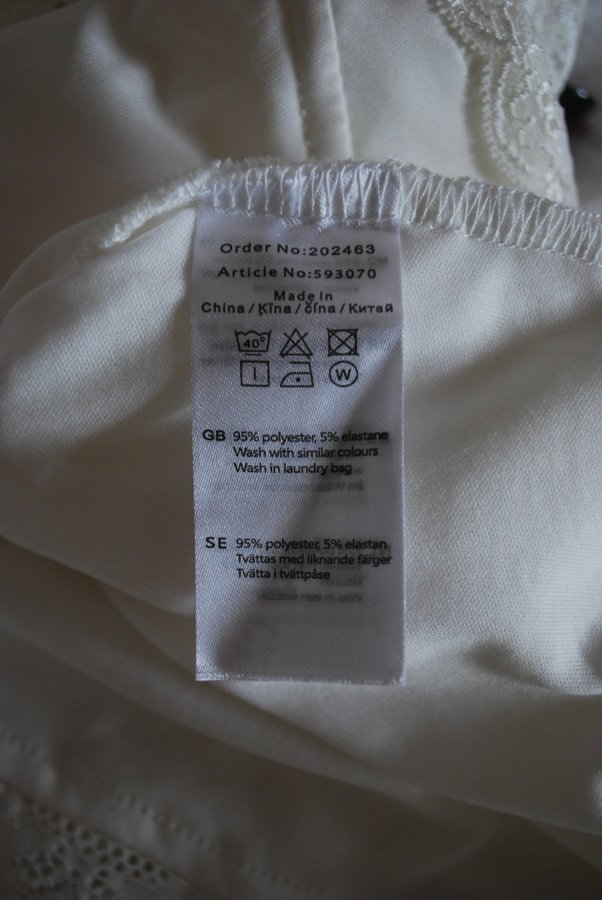 Order No:202463
Article No:593070
Made in
China / Ķīna / Čína / Китай
40°
W
GB 95% polyester, 5% elastane
Wash with similar colours
Wash in laundry bag
SE 95% polyester, 5% elastan
Tvättas med liknande färger
Tvätta i tvättpåse